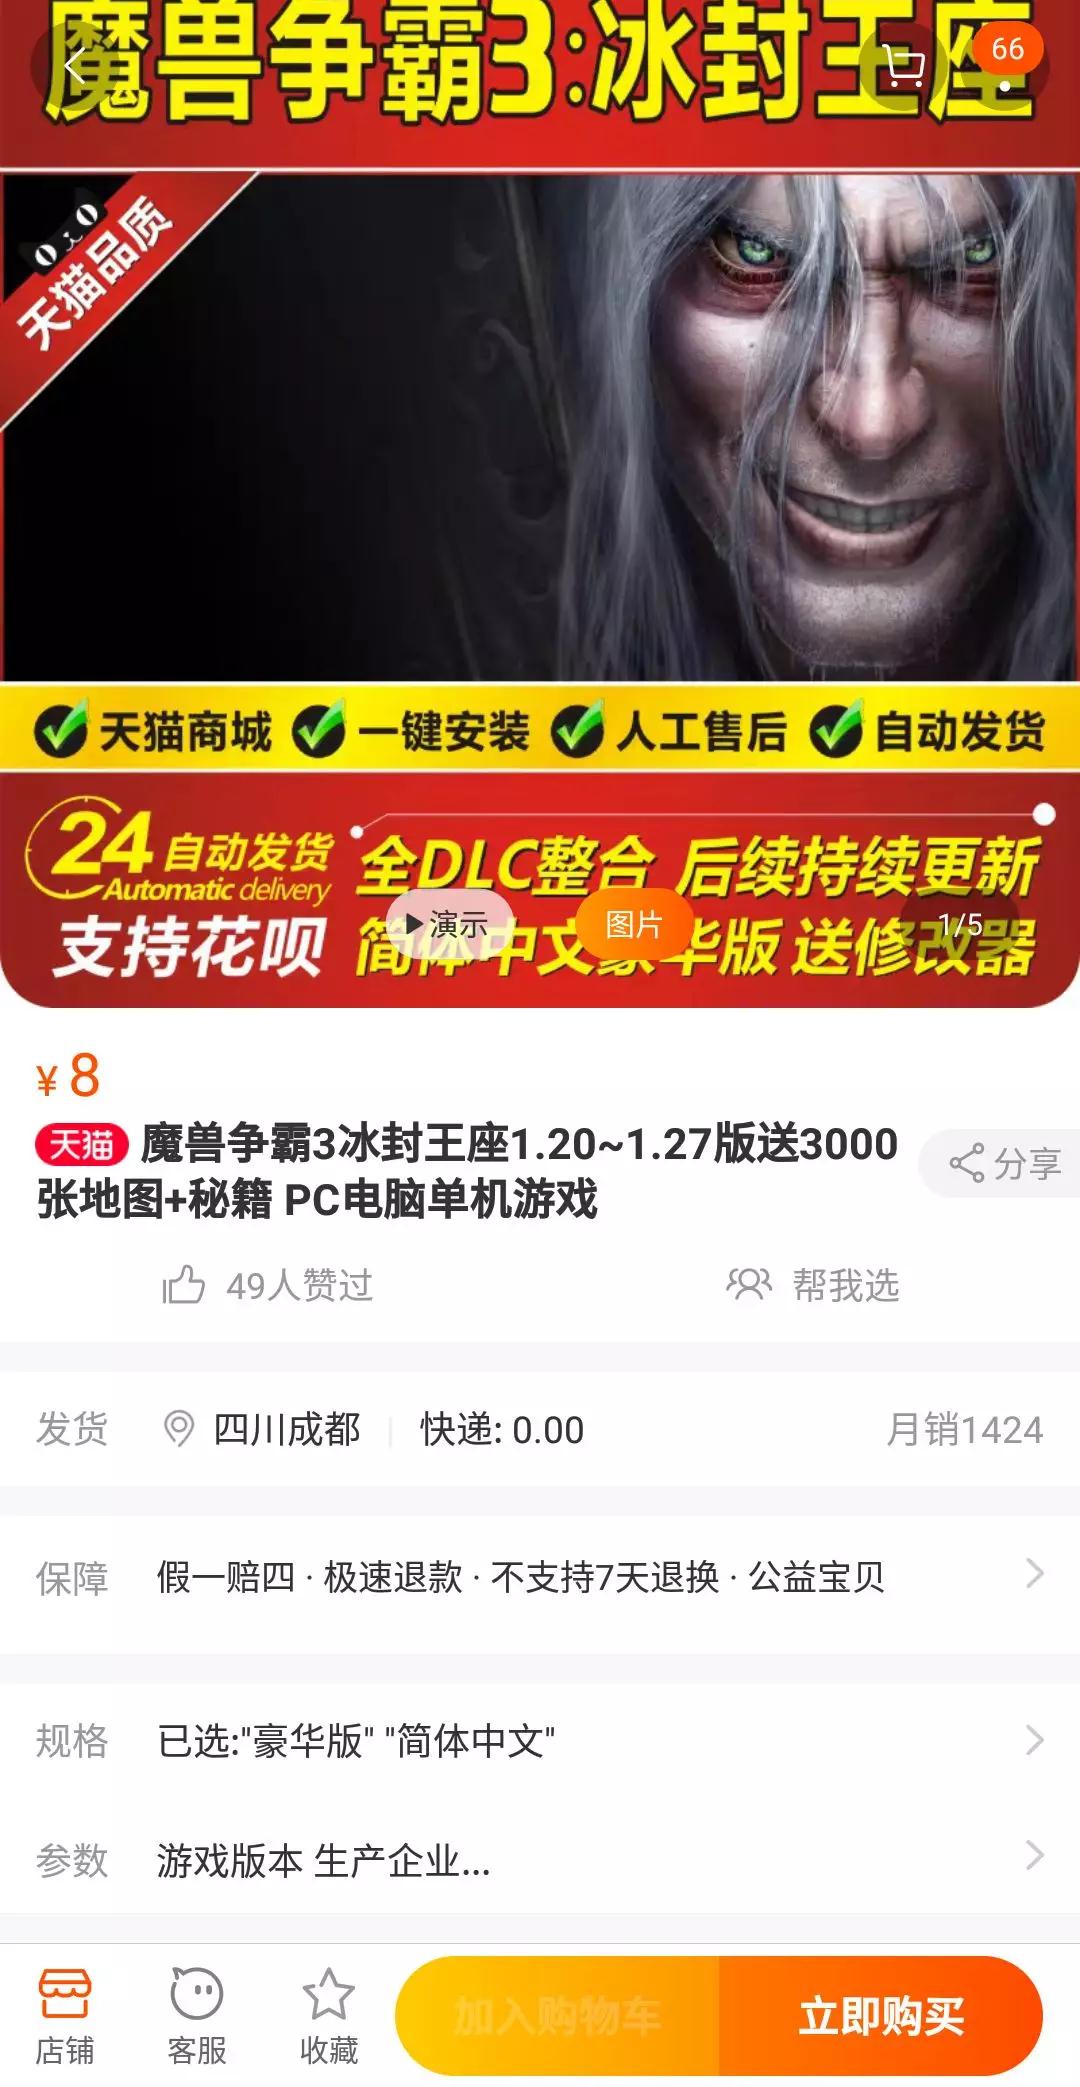 魔兽争霸3:冰封王座
66
天猫品质
天猫商城 一键安装 人工售后 自动发货
24 自动发货
Automatic delivery
全DLC整合 后续持续更新
支持花呗
简体中文豪华版 送修改器
演示
图片
1/5
¥8
天猫 魔兽争霸3冰封王座1.20~1.27版送3000
张地图+秘籍 PC电脑单机游戏
分享
49人赞过
帮我选
发货 四川成都 快递: 0.00 月销1424
保障 假一赔四 · 极速退款 · 不支持7天退换 · 公益宝贝
规格 已选:"豪华版" "简体中文"
参数 游戏版本 生产企业...
店铺 客服 收藏 加入购物车 立即购买